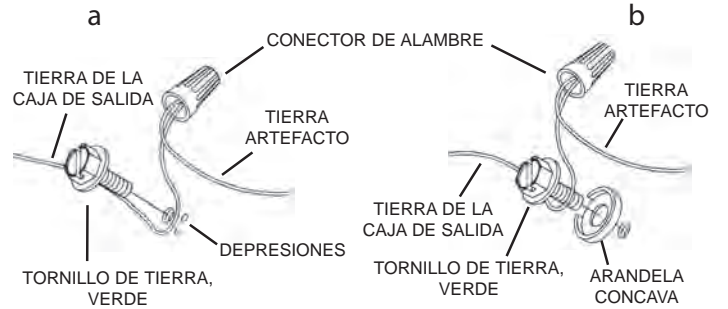 a
b
CONECTOR DE ALAMBRE
TIERRA DE LA
CAJA DE SALIDA
TIERRA
ARTEFACTO
DEPRESIONES
TORNILLO DE TIERRA,
VERDE
TIERRA
ARTEFACTO
TIERRA DE LA
CAJA DE SALIDA
TORNILLO DE TIERRA,
VERDE
ARANDELA
CONCAVA